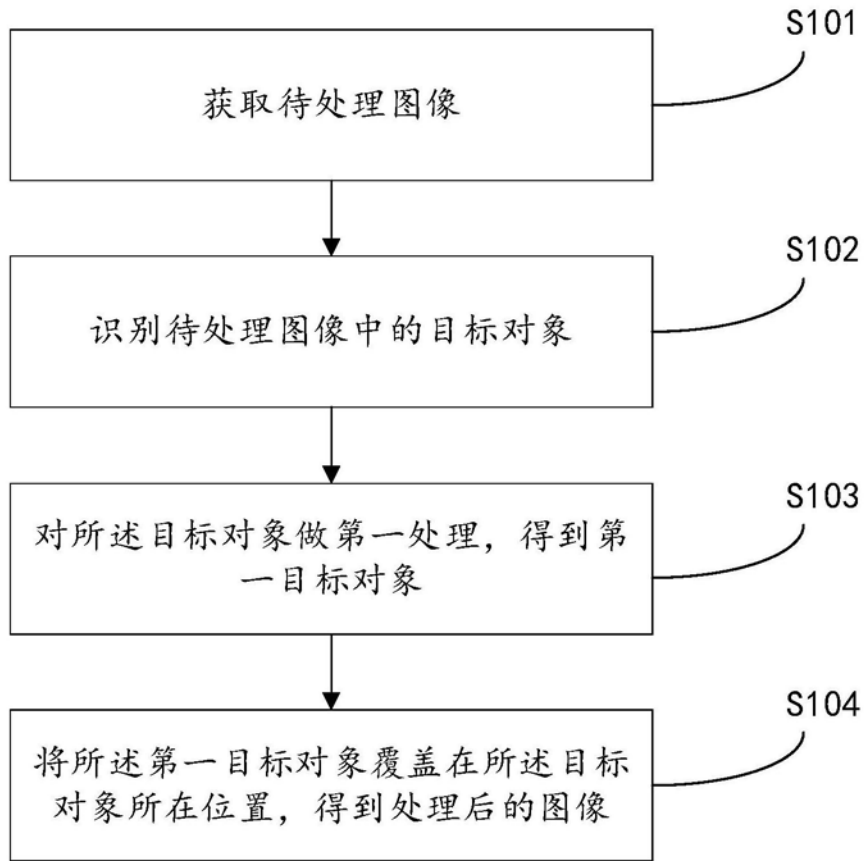 S101
获取待处理图像
S102
识别待处理图像中的目标对象
S103
对所述目标对象做第一处理，得到第
一目标对象
S104
将所述第一目标对象覆盖在所述目标
对象所在位置，得到处理后的图像